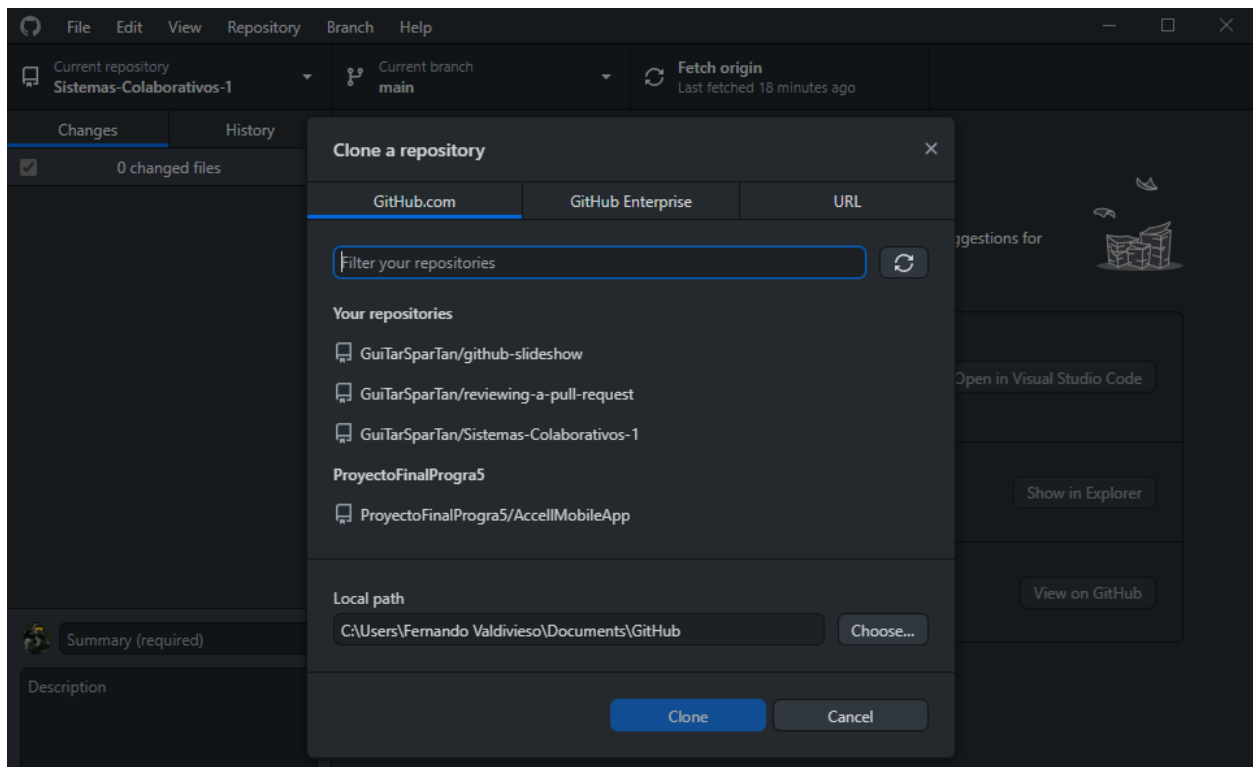 File Edit View Repository Branch Help
Current repository
Sistemas-Colaborativos-1
Current branch
main
Fetch origin
Last fetched 18 minutes ago
Changes History
0 changed files
Clone a repository
GitHub.com GitHub Enterprise URL
Filter your repositories
Your repositories
GuiTarSparTan/github-slideshow
GuiTarSparTan/reviewing-a-pull-request
GuiTarSparTan/Sistemas-Colaborativos-1
ProyectoFinalProgra5
ProyectoFinalProgra5/AccellMobileApp
Local path
C:\Users\Fernando Valdivieso\Documents\GitHub
Choose...
Clone Cancel
for
Open in Visual Studio Code
Show in Explorer
View on GitHub
Summary (required)
Description